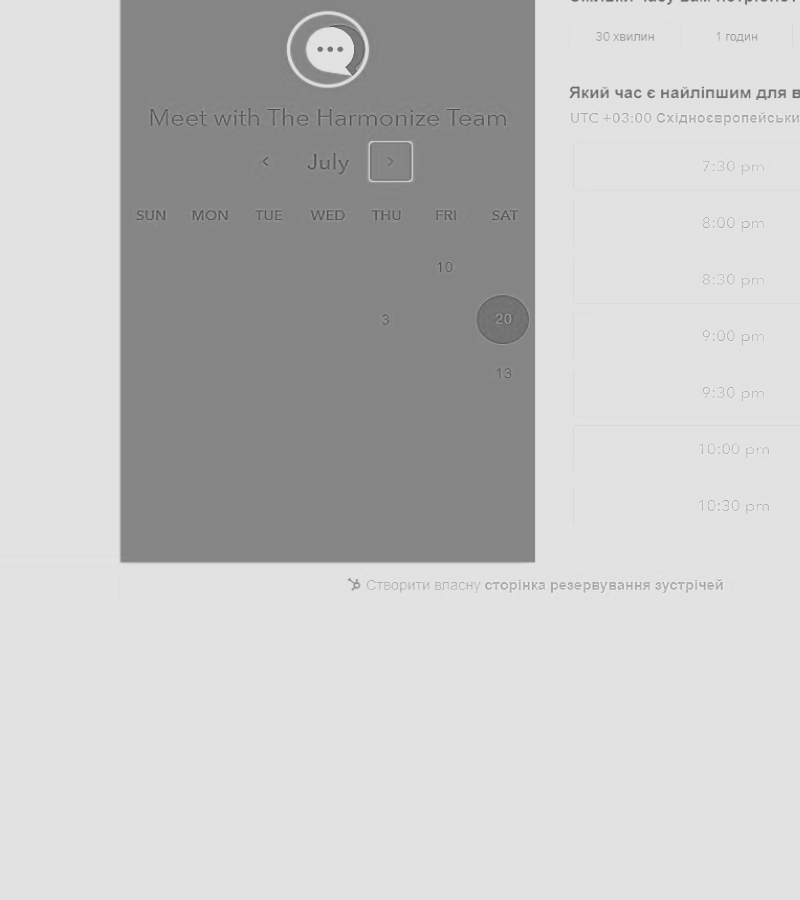 Meet with The Harmonize Team
July
SUN MON TUE WED THU FRI SAT
10
3 20
13
30 хвилин 1 годин
Який час є найліпшим для
UTC +03:00 Східноєвропейськи
7:30 pm
8:00 pm
8:30 pm
9:00 pm
9:30 pm
10:00 pm
10:30 pm
Створити власну сторінка резервування зустрічей